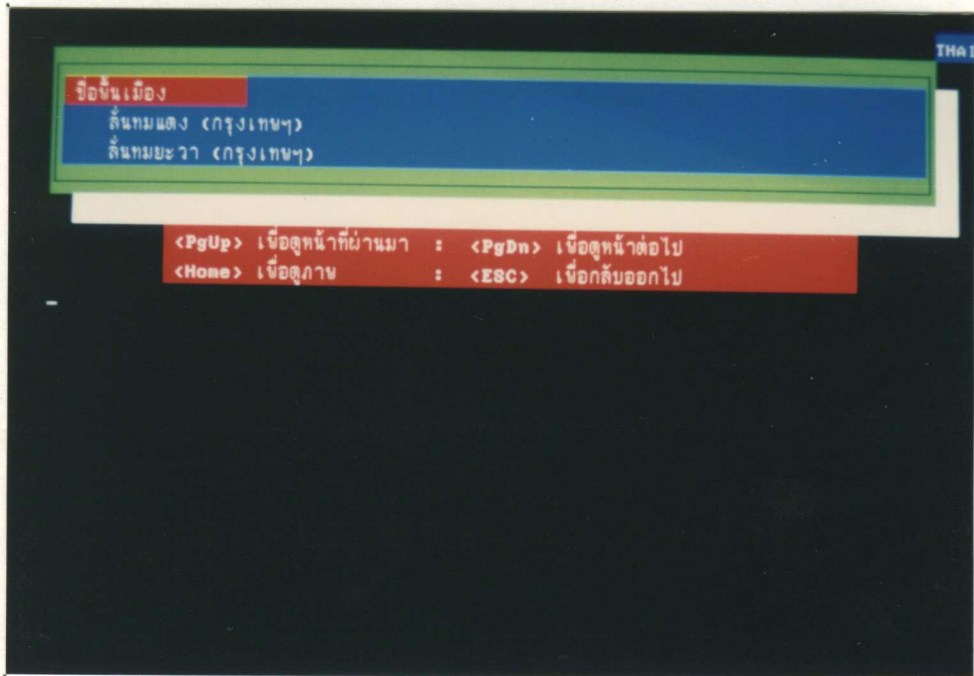 THAI
ชื่อพื้นเมือง
ลั่นทมแดง (กรุงเทพฯ)
ลั่นทมยะวา (กรุงเทพฯ)
<PgUp> เพื่อดูหน้าที่ผ่านมา : <PgDn> เพื่อดูหน้าต่อไป
<Home> เพื่อดูภาพ : <ESC> เพื่อกลับออกไป